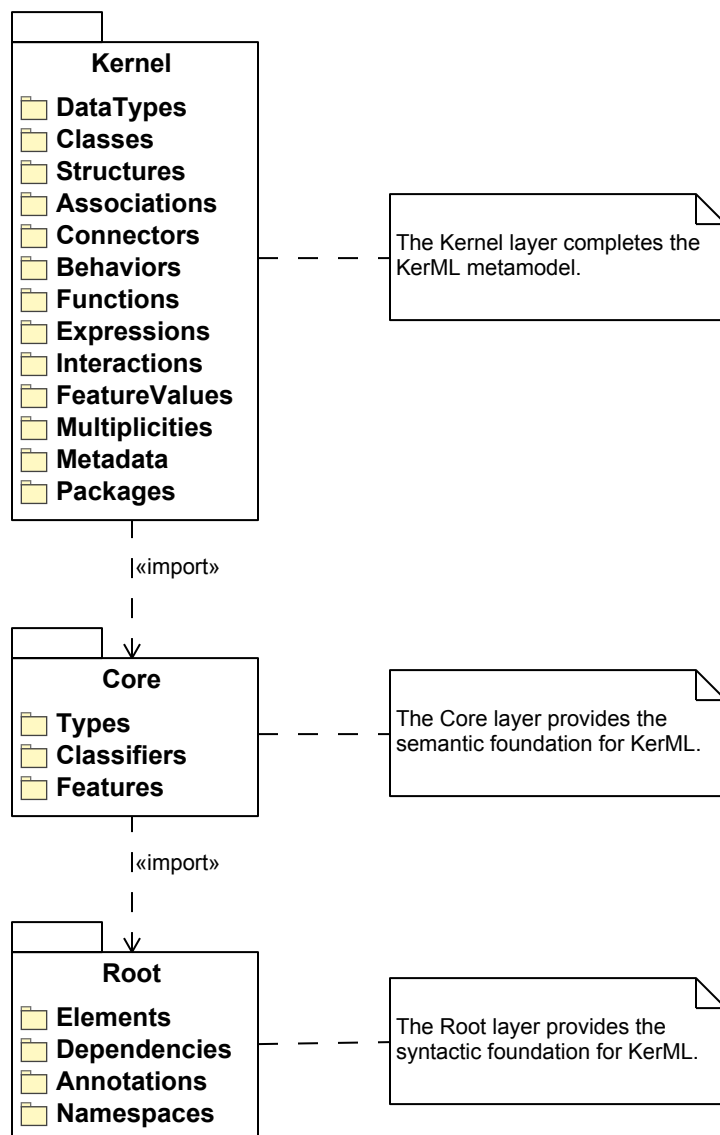 Kernel
DataTypes
Classes
Structures
Associations
Connectors
Behaviors
Functions
Expressions
Interactions
FeatureValues
Multiplicities
Metadata
Packages
The Kernel layer completes the
KerML metamodel.
«import»
Core
Types
Classifiers
Features
The Core layer provides the
semantic foundation for KerML.
«import»
Root
Elements
Dependencies
Annotations
Namespaces
The Root layer provides the
syntactic foundation for KerML.